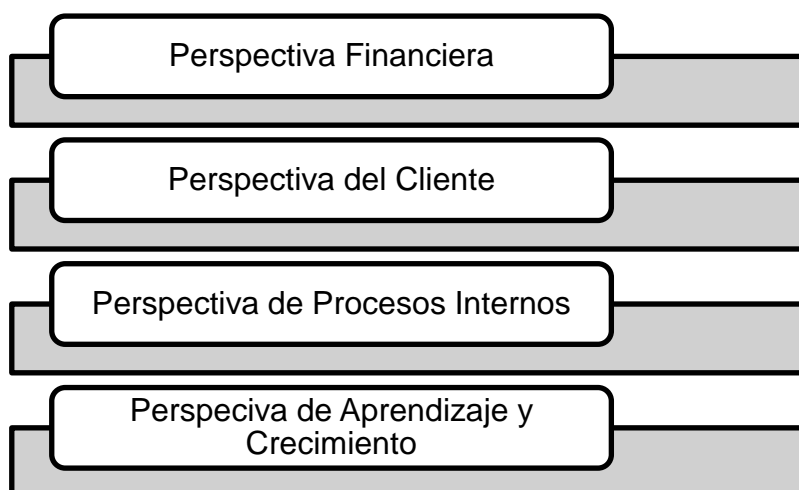 Perspectiva Financiera
Perspectiva del Cliente
Perspectiva de Procesos Internos
Perspeciva de Aprendizaje y
Crecimiento